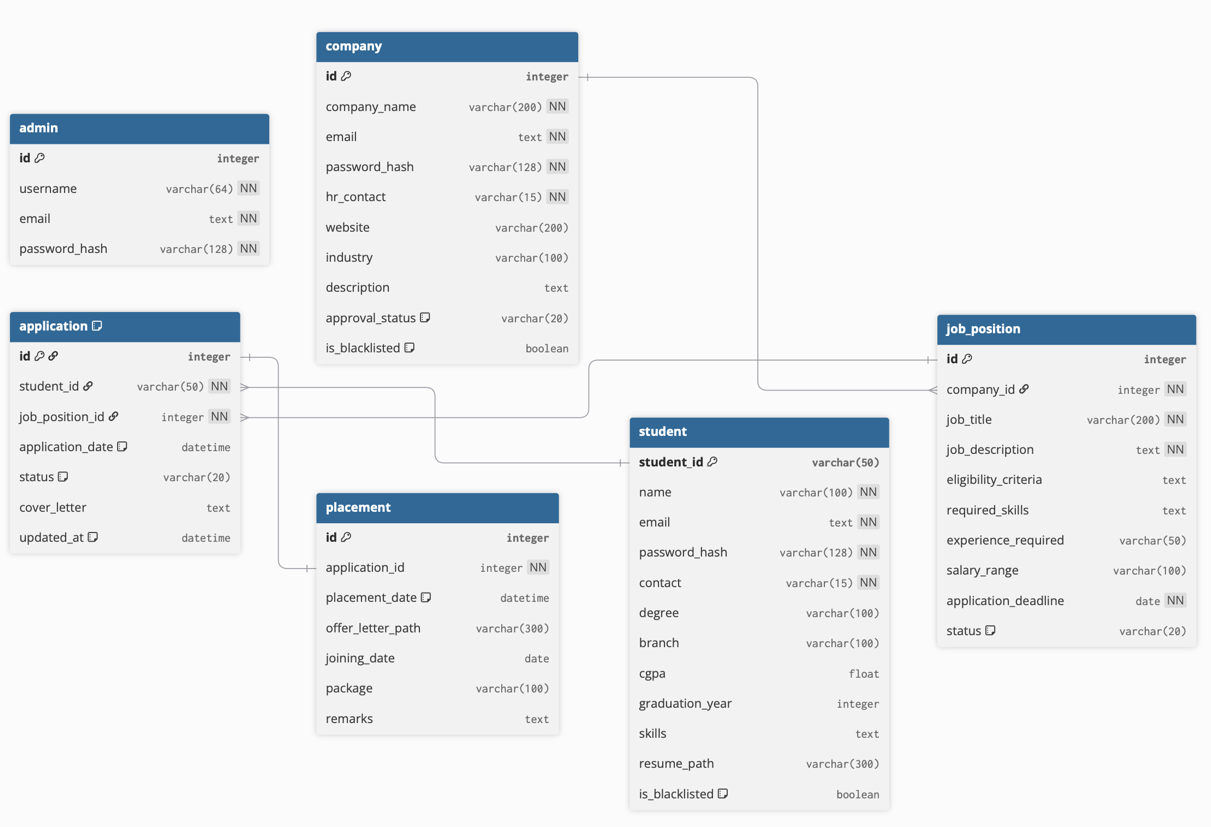 company
id integer
company_name varchar(200) NN
email text NN
password_hash varchar(128) NN
hr_contact varchar(15) NN
website varchar(200)
industry varchar(100)
description text
approval_status varchar(20)
is_blacklisted boolean
admin
id integer
username varchar(64) NN
email text NN
password_hash varchar(128) NN
application
id integer
student_id varchar(50) NN
job_position_id integer NN
application_date datetime
status varchar(20)
cover_letter text
updated_at datetime
placement
id integer
application_id integer NN
placement_date datetime
offer_letter_path varchar(300)
joining_date date
package varchar(100)
remarks text
student
student_id varchar(50)
name varchar(100) NN
email text NN
password_hash varchar(128) NN
contact varchar(15) NN
degree varchar(100)
branch varchar(100)
cgpa float
graduation_year integer
skills text
resume_path varchar(300)
is_blacklisted boolean
job_position
id integer
company_id integer NN
job_title varchar(200) NN
job_description text NN
eligibility_criteria text
required_skills text
experience_required varchar(50)
salary_range varchar(100)
application_deadline date NN
status varchar(20)